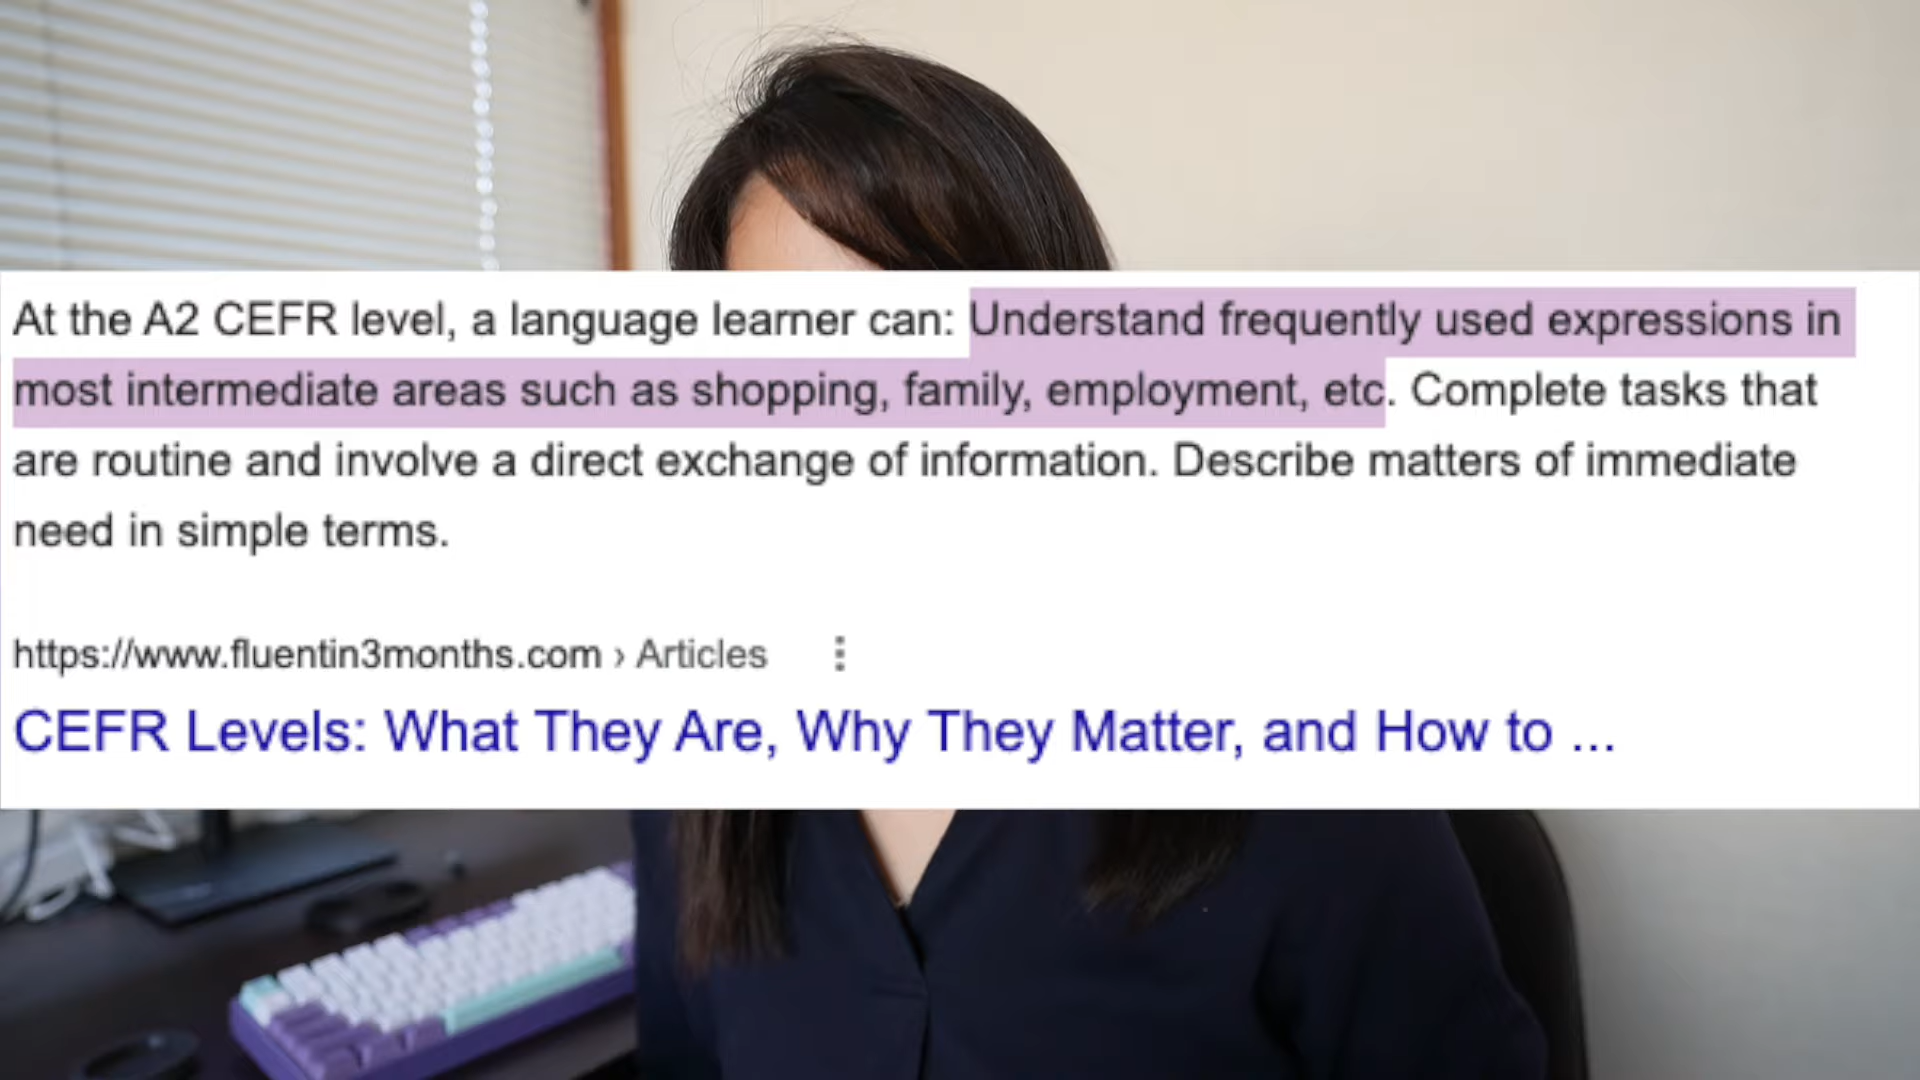 At the A2 CEFR level, a language learner can: Understand frequently used expressions in
most intermediate areas such as shopping, family, employment, etc. Complete tasks that
are routine and involve a direct exchange of information. Describe matters of immediate
need in simple terms.
https://www.fluentin3months.com › Articles
CEFR Levels: What They Are, Why They Matter, and How to ...